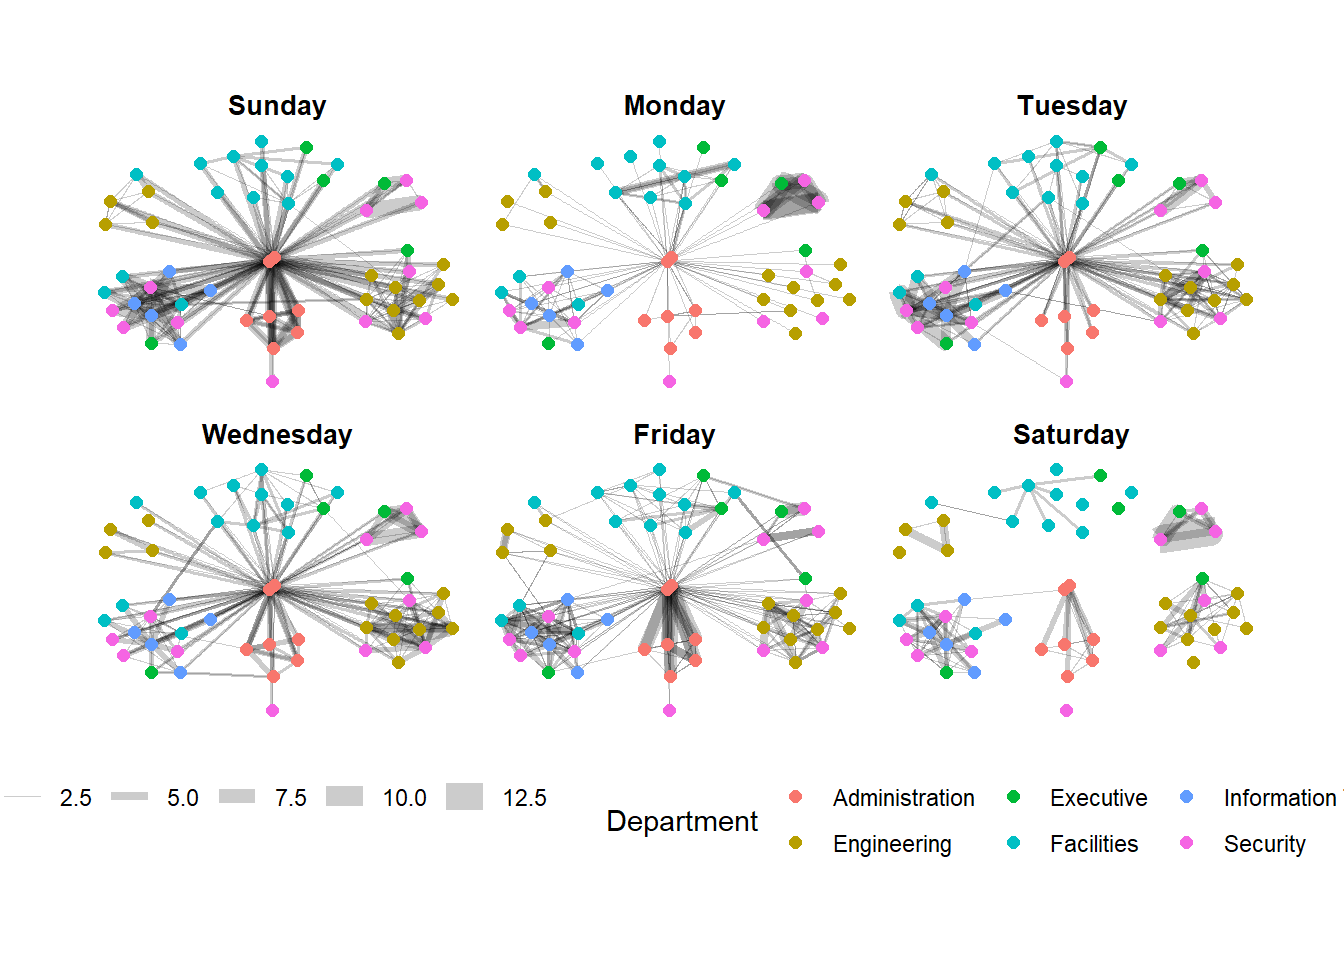 Sunday
Monday
Tuesday
Wednesday
Friday
Saturday
2.5
5.0
7.5
10.0
12.5
Department
Administration
Executive
Information
Engineering
Facilities
Security